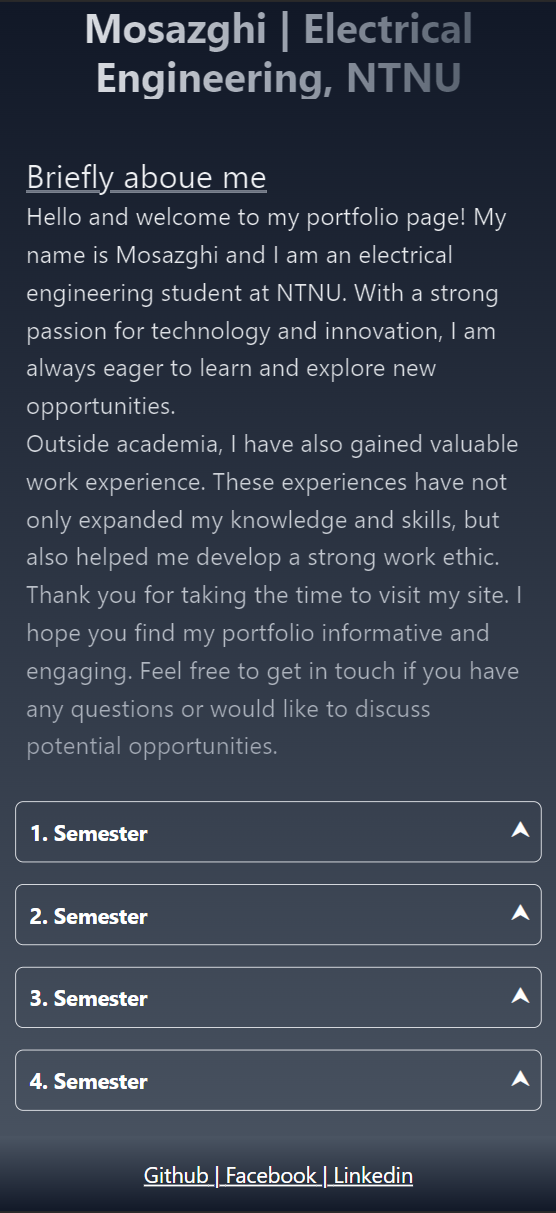 Mosazghi | Electrical
Engineering, NTNU
Briefly aboue me
Hello and welcome to my portfolio page! My
name is Mosazghi and I am an electrical
engineering student at NTNU. With a strong
passion for technology and innovation, I am
always eager to learn and explore new
opportunities.
Outside academia, I have also gained valuable
work experience. These experiences have not
only expanded my knowledge and skills, but
also helped me develop a strong work ethic.
Thank you for taking the time to visit my site. I
hope you find my portfolio informative and
engaging. Feel free to get in touch if you have
any questions or would like to discuss
potential opportunities.
1. Semester
2. Semester
3. Semester
4. Semester
Github | Facebook | Linkedin